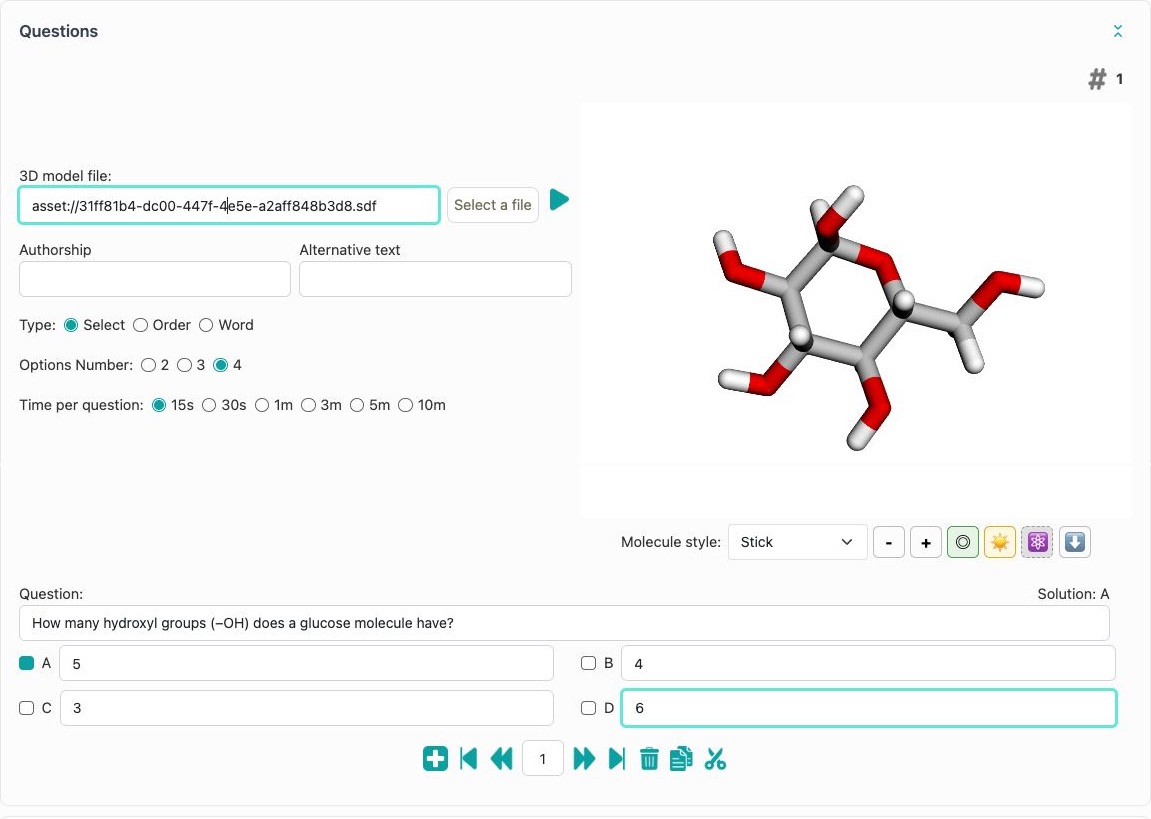 Questions
# 1
3D model file:
asset://31ff81b4-dc00-447f-4e5e-a2aff848b3d8.sdf
Select a file
Authorship
Alternative text
Type: Select Order Word
Options Number: 2 3 4
Time per question: 15s 30s 1m 3m 5m 10m
Molecule style: Stick - +
Question:
Solution: A
How many hydroxyl groups (–OH) does a glucose molecule have?
A 5
B 4
C 3
D 6
1